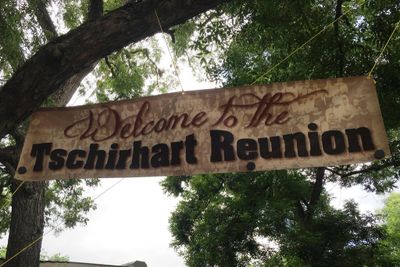 Welcome to the
Tschirhart Reunion